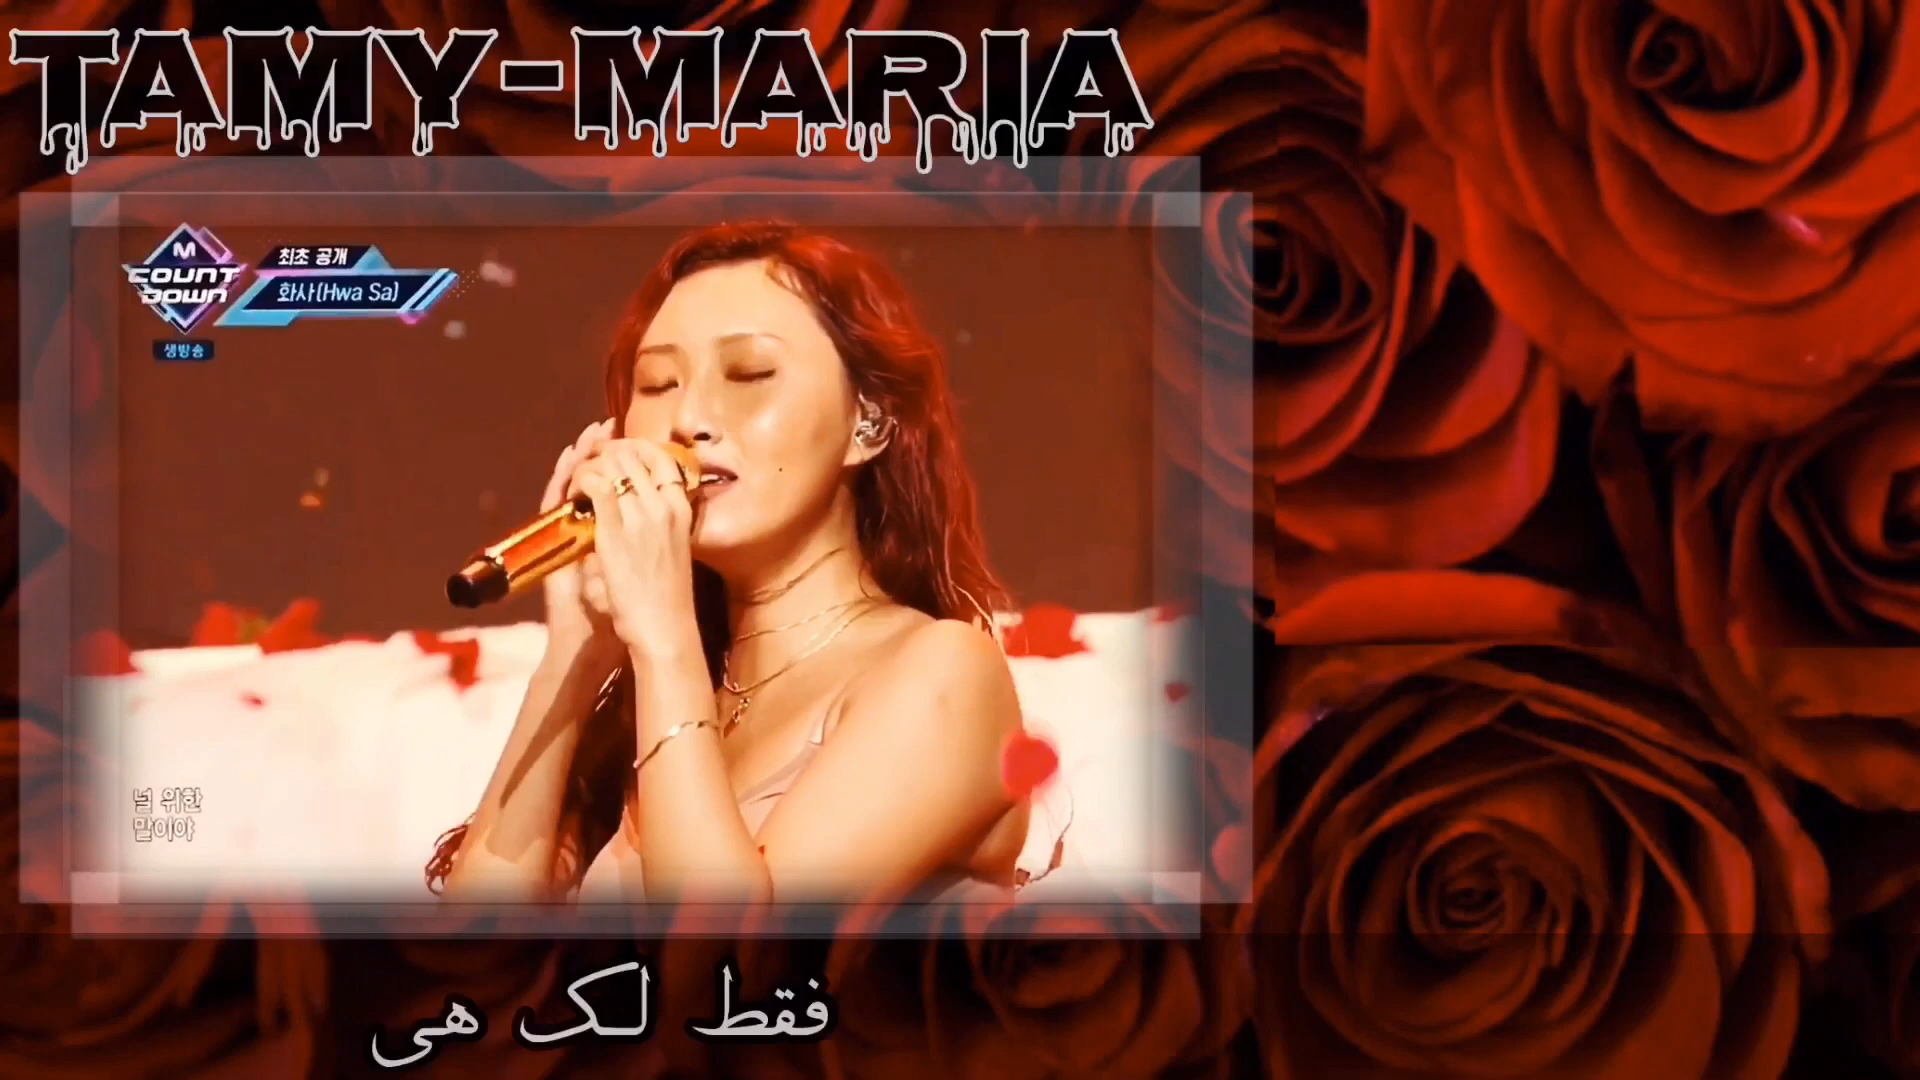 TAMY-MARIA
M
COUNT
DOWN
최초 공개
화사(Hwa Sa)
생방송
널 위한
말이야
فقط لك هى